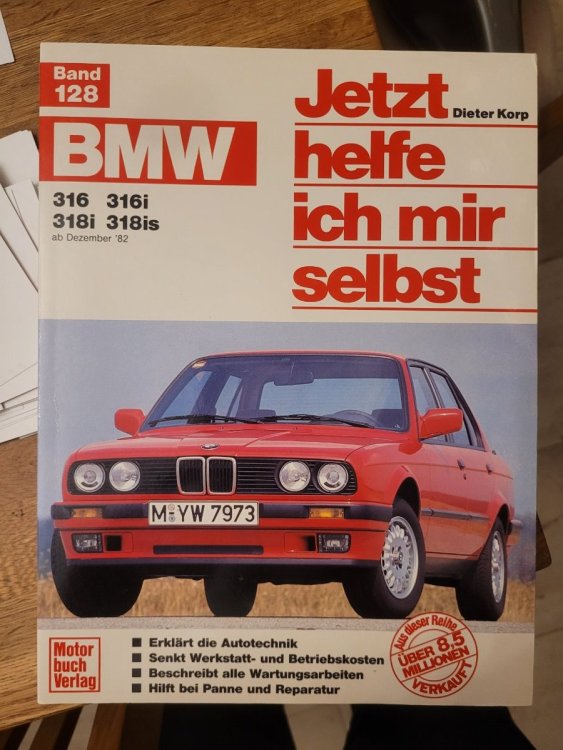 Band
128
BMW
316 316i
318i 318is
ab Dezember '82
Jetzt
Dieter Korp
helfe
ich mir
selbst
M YW 7973
Erklärt die Autotechnik
Senkt Werkstatt- und Betriebskosten
Beschreibt alle Wartungsarbeiten
Hilft bei Panne und Reparatur
Motor
buch
Verlag
Aus dieser Reihe
ÜBER 8,5
MILLIONEN
VERKAUFT